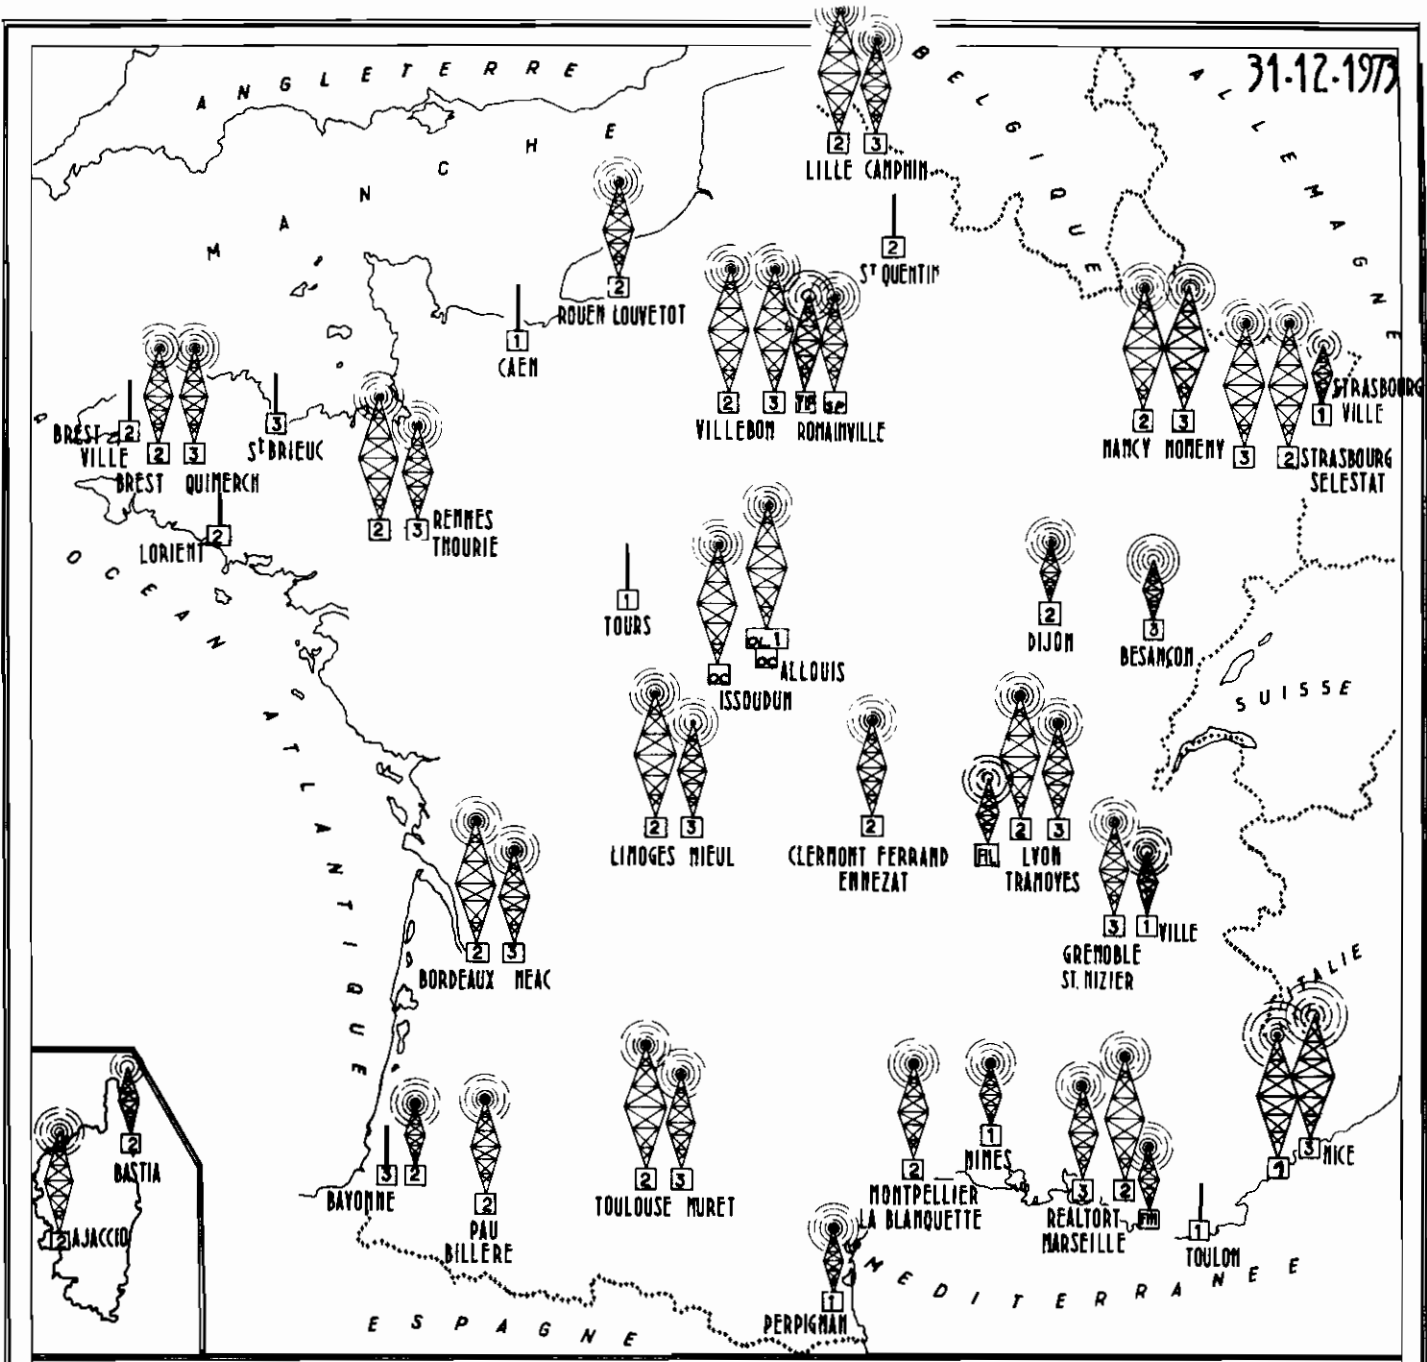 31-12-1973
ANGLETERRE
MANCHE
BELGIQUE
ALLEMAGNE
2 3
LILLE CAMPHIN
2
ST QUENTIN
2
ROUEN LOUVETOT
1
CAEN
2 3
VILLEBON ROMAINVILLE
2 3
NANCY NOMENY
1
STRASBOURG
VILLE
3 2
STRASBOURG
SELESTAT
2
BREST
VILLE
2 3
BREST QUIMERCH
3
St BRIEUC
2 3
RENNES
THOURIE
2
LORIENT
OCEAN ATLANTIQUE
1
TOURS
OL 1
OC
ALLOUIS
OC
ISSOUDUN
2
DIJON
3
BESANÇON
SUISSE
2 3
LIMOGES NIEUL
2
CLERMONT FERRAND
ENNEZAT
2 3
LYON
TRAMOYES
3
GRENOBLE
ST. NIZIER
1
VILLE
2 3
BORDEAUX NEAC
ITALIE
1 3
NICE
2
BASTIA
2
AJACCIO
3 2
BAYONNE
2
PAU
BILLERE
2 3
TOULOUSE MURET
2
MONTPELLIER
LA BLANQUETTE
1
NIMES
3 2 FM
REALTORT
MARSEILLE
1
TOULON
1
PERPIGNAN
MEDITERRANEE
ESPAGNE